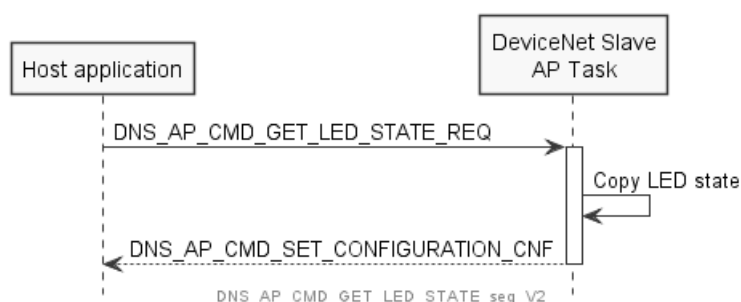 Host application
DeviceNet Slave
AP Task
DNS_AP_CMD_GET_LED_STATE_REQ
Copy LED state
DNS_AP_CMD_SET_CONFIGURATION_CNF
DNS_AP_CMD_GET_LED_STATE_seq_V2